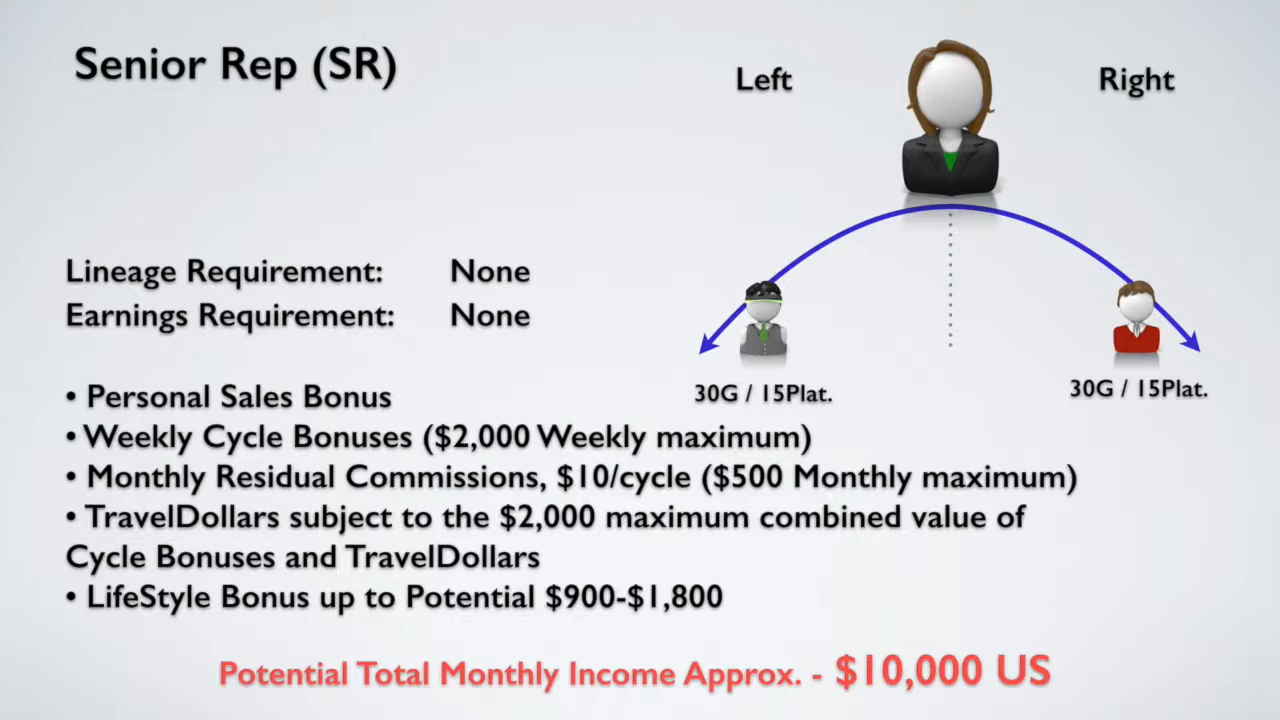 Senior Rep (SR)
Left
Right
Lineage Requirement: None
Earnings Requirement: None
30G / 15Plat.
30G / 15Plat.
• Personal Sales Bonus
• Weekly Cycle Bonuses ($2,000 Weekly maximum)
• Monthly Residual Commissions, $10/cycle ($500 Monthly maximum)
• TravelDollars subject to the $2,000 maximum combined value of
Cycle Bonuses and TravelDollars
• LifeStyle Bonus up to Potential $900-$1,800
Potential Total Monthly Income Approx. - $10,000 US